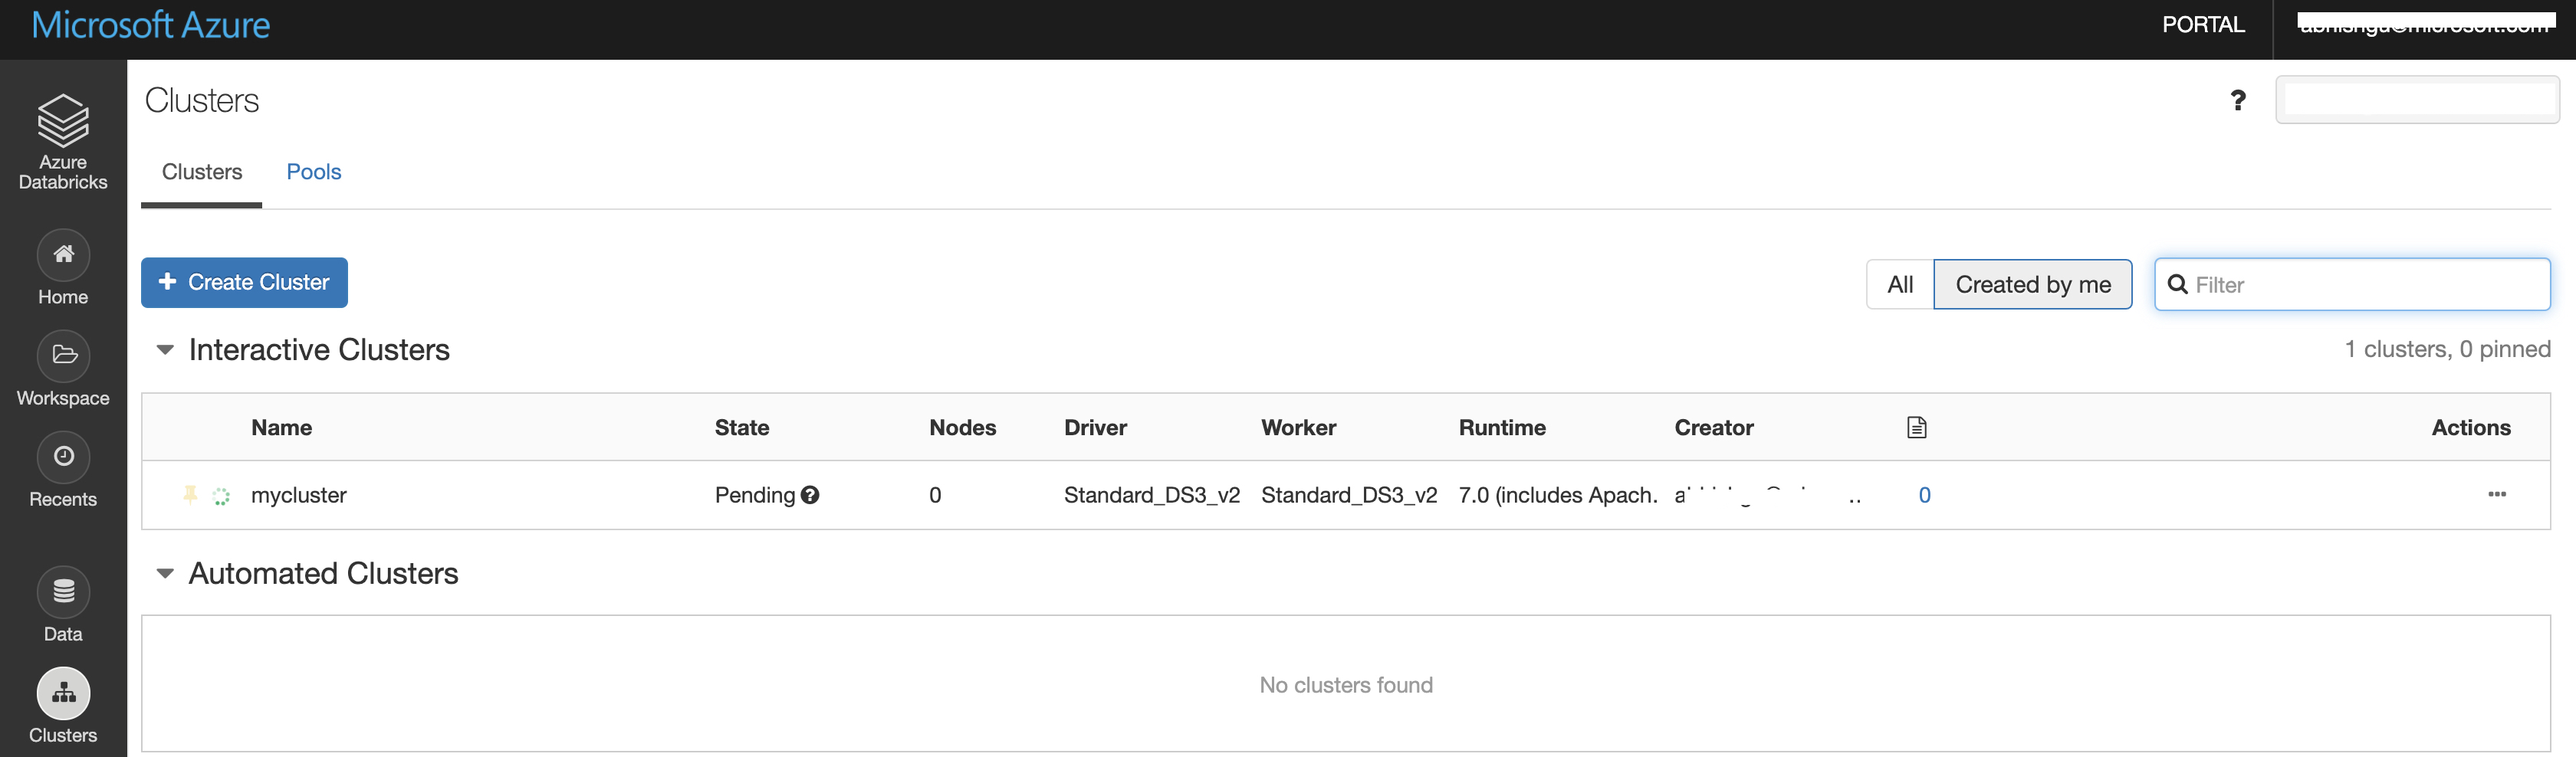 Microsoft Azure
PORTAL
Clusters
?
Azure
Databricks
Clusters
Pools
Home
+ Create Cluster
All
Created by me
Filter
Interactive Clusters
1 clusters, 0 pinned
Workspace
Name
State
Nodes
Driver
Worker
Runtime
Creator
Actions
Recents
mycluster
Pending
0
Standard_DS3_v2
Standard_DS3_v2
7.0 (includes Apach.
0
Automated Clusters
Data
No clusters found
Clusters